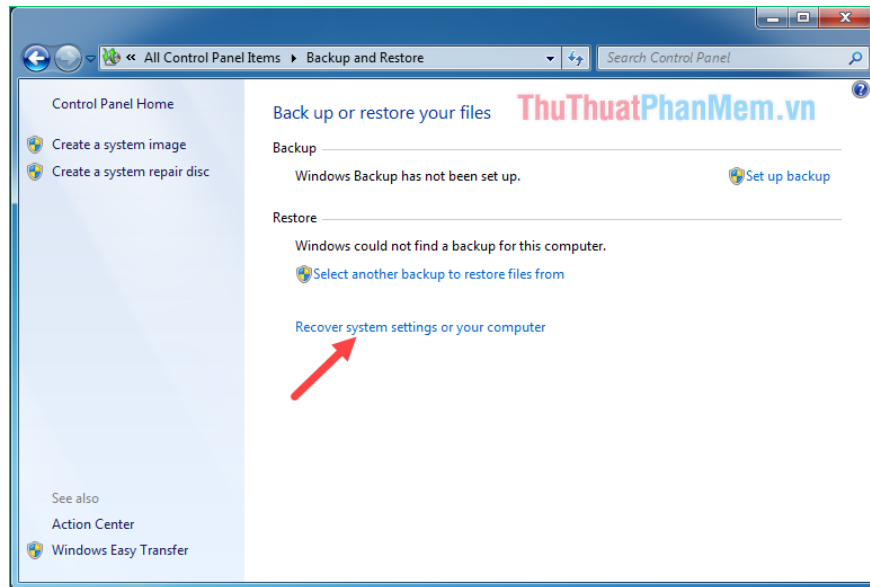 « All Control Panel Items ▸ Backup and Restore
Search Control Panel
Control Panel Home
Create a system image
Create a system repair disc
ThuThuatPhanMem.vn
Back up or restore your files
Backup
Windows Backup has not been set up.
Set up backup
Restore
Windows could not find a backup for this computer.
Select another backup to restore files from
Recover system settings or your computer
See also
Action Center
Windows Easy Transfer